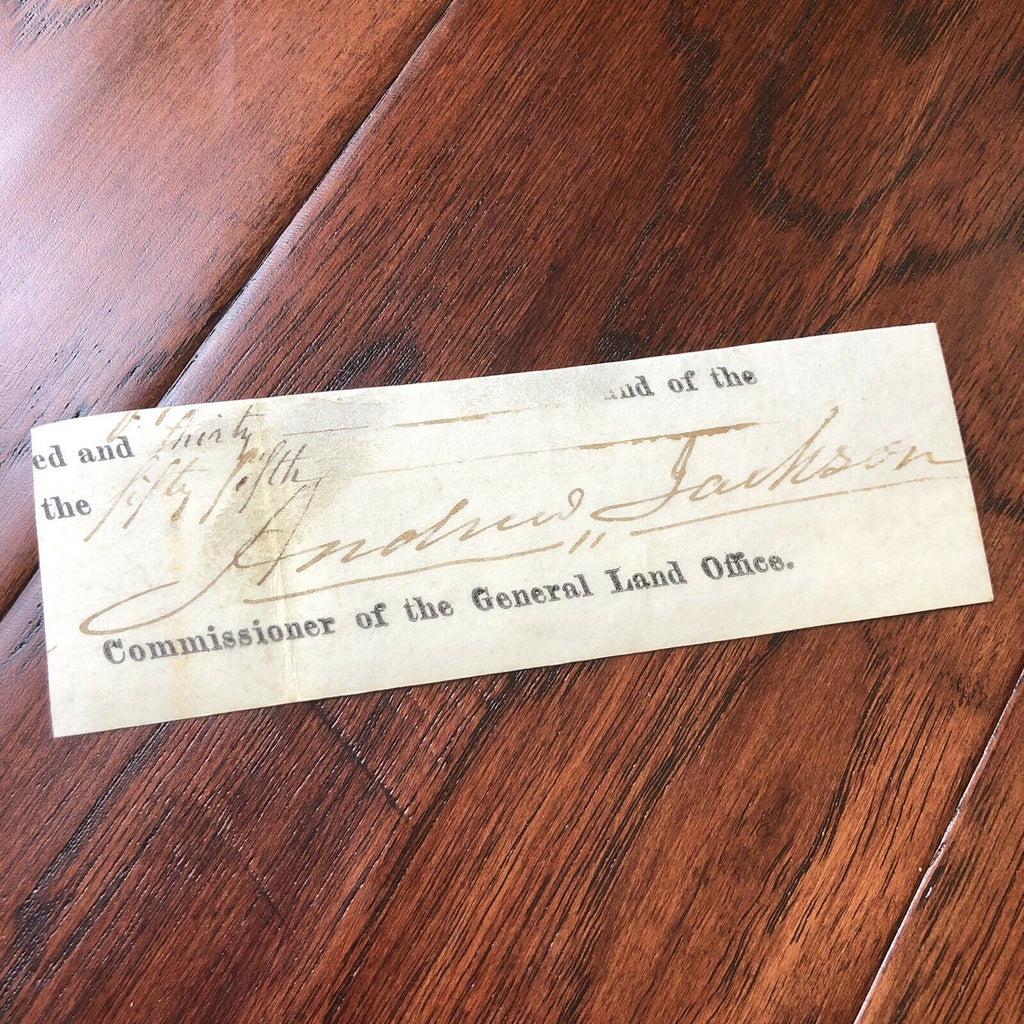 ed and thirty and of the
the fifty fifth
Andrew Jackson
Commissioner of the General Land Office.